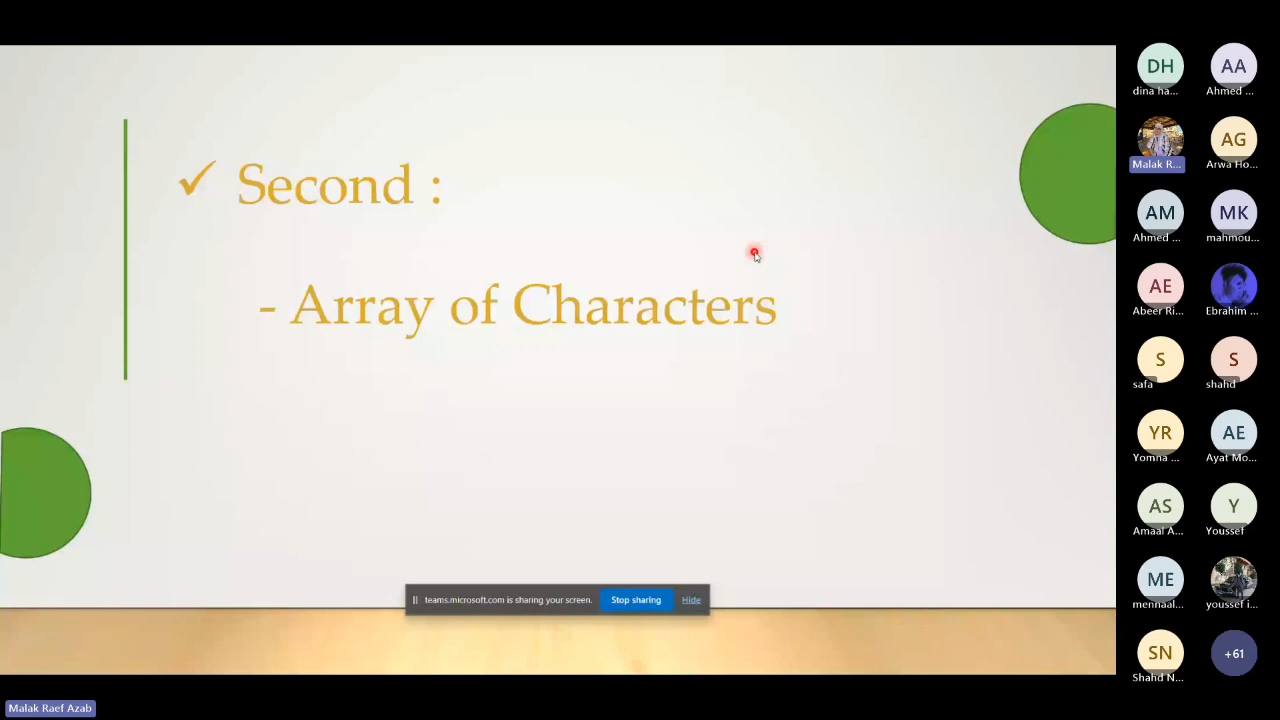 ✓ Second :
- Array of Characters
teams.microsoft.com is sharing your screen. Stop sharing Hide
DH AA
dina ha... Ahmed ...
AG
Malak R... Arwa Ho...
AM MK
Ahmed ... mahmou...
AE
Abeer Ri... Ebrahim ...
S S
safa shahd
YR AE
Yomna ... Ayat Mo...
AS Y
Amaal A... Youssef
ME
mennaal... youssef i...
SN +61
Shahd N...
Malak Raef Azab